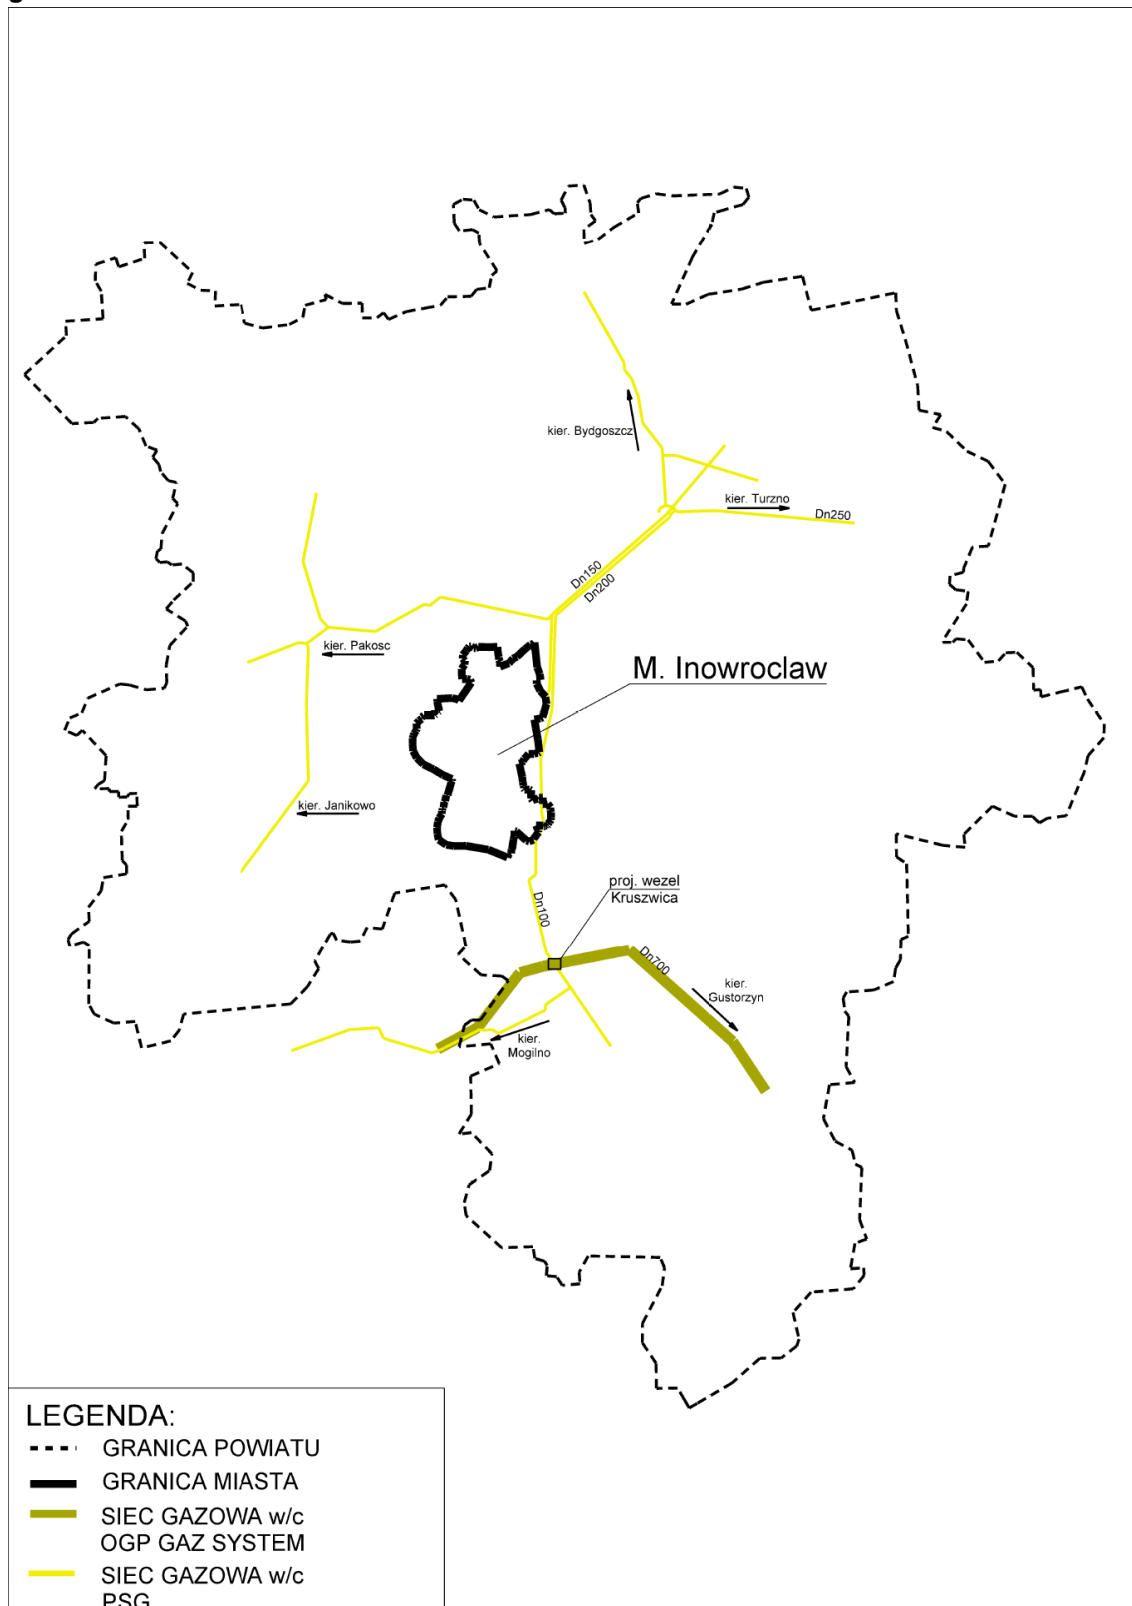 kier. Bydgoszcz
kier. Turzno
Dn250
Dn150
Dn200
kier. Pakosc
M. Inowroclaw
kier. Janikowo
proj. wezel
Kruszwica
Dn100
Dn700
kier.
Gustorzyn
kier.
Mogilno
LEGENDA:
GRANICA POWIATU
GRANICA MIASTA
SIEC GAZOWA w/c
OGP GAZ SYSTEM
SIEC GAZOWA w/c
PSG